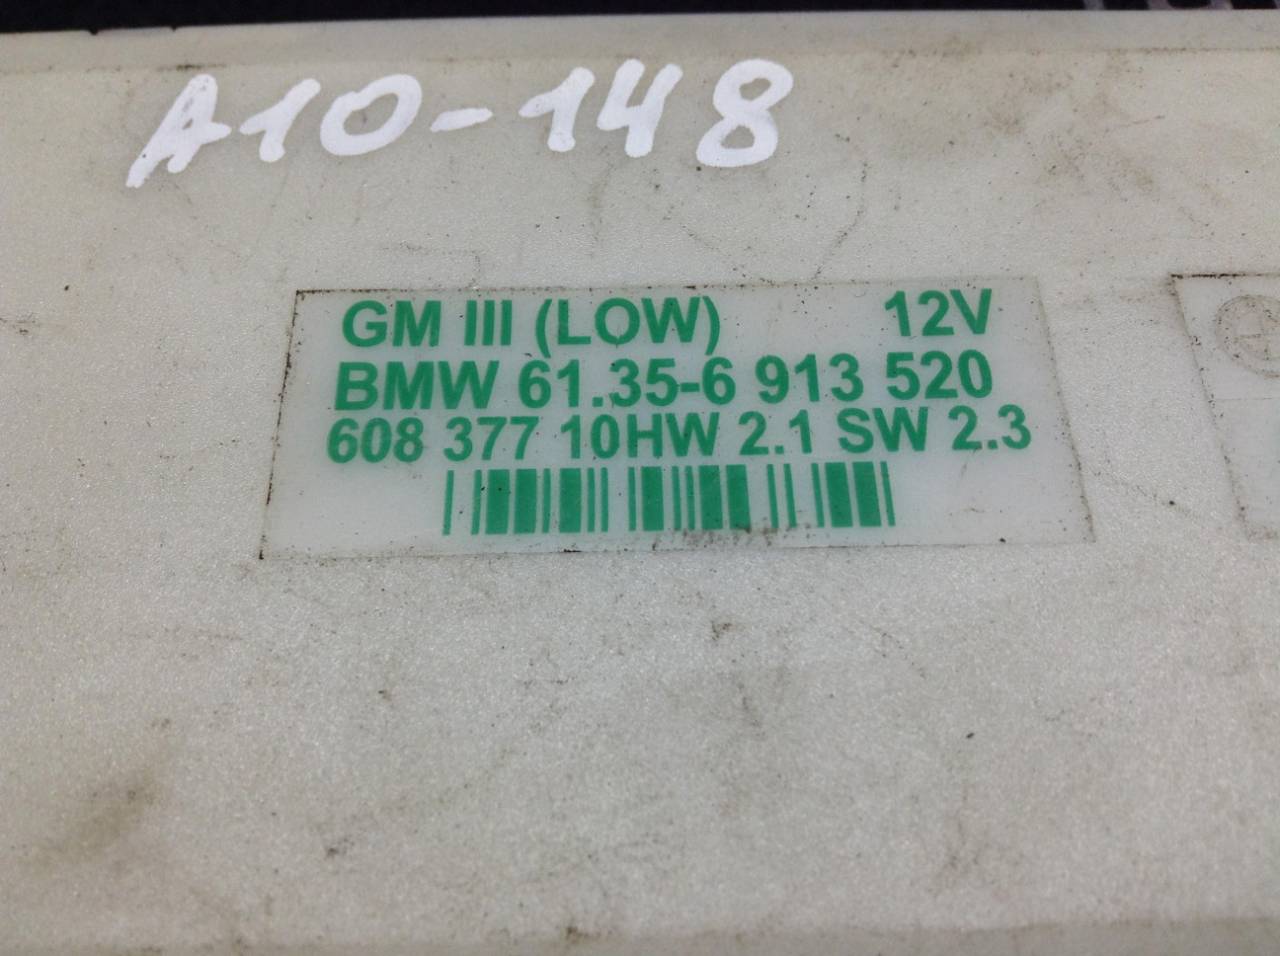 A10-148
GM III (LOW) 12V
BMW 61.35-6 913 520
608 377 10HW 2.1 SW 2.3